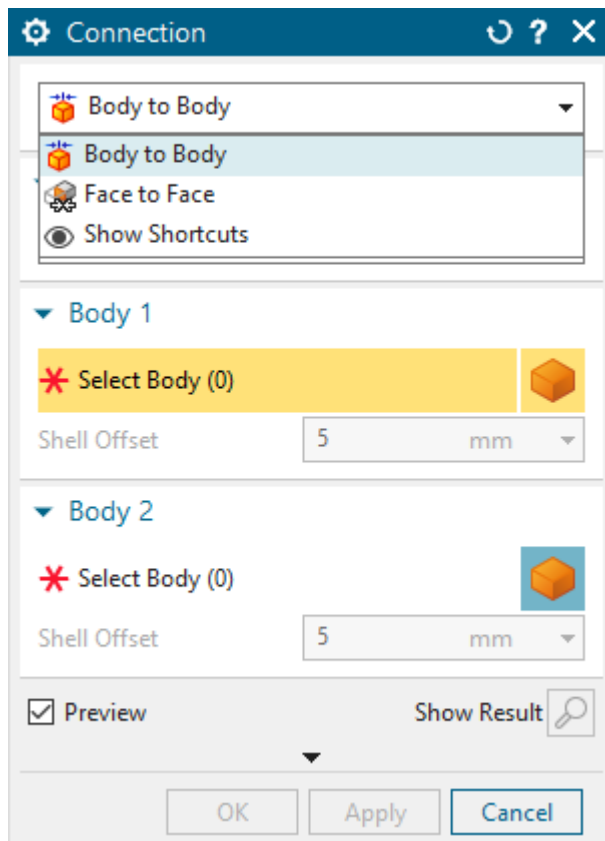 Connection ?
Body to Body
Body to Body
Face to Face
Show Shortcuts
Body 1
Select Body (0)
Shell Offset 5 mm
Body 2
Select Body (0)
Shell Offset 5 mm
Preview Show Result
OK Apply Cancel